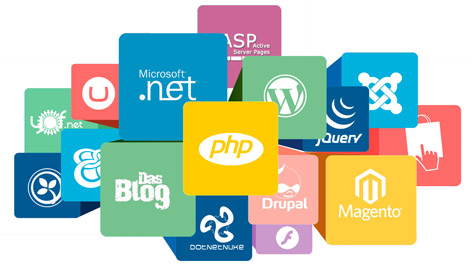 ASP Active
Server Pages
Microsoft®
.net
jQuery
php
Das
Blog
Drupal
Magento
DotNetNuke